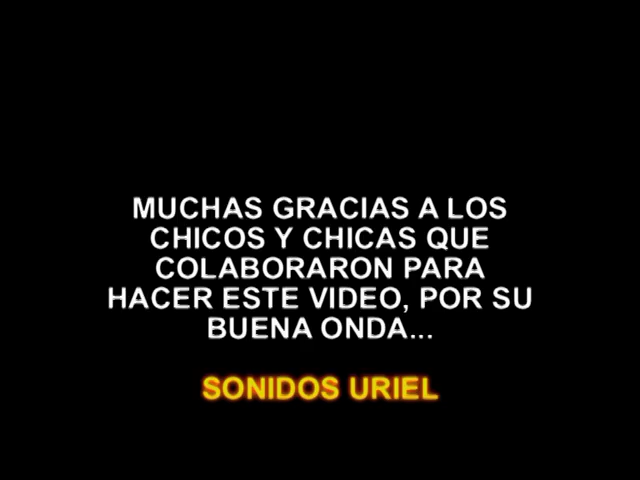 MUCHAS GRACIAS A LOS
CHICOS Y CHICAS QUE
COLABORARON PARA
HACER ESTE VIDEO, POR SU
BUENA ONDA...
SONIDOS URIEL